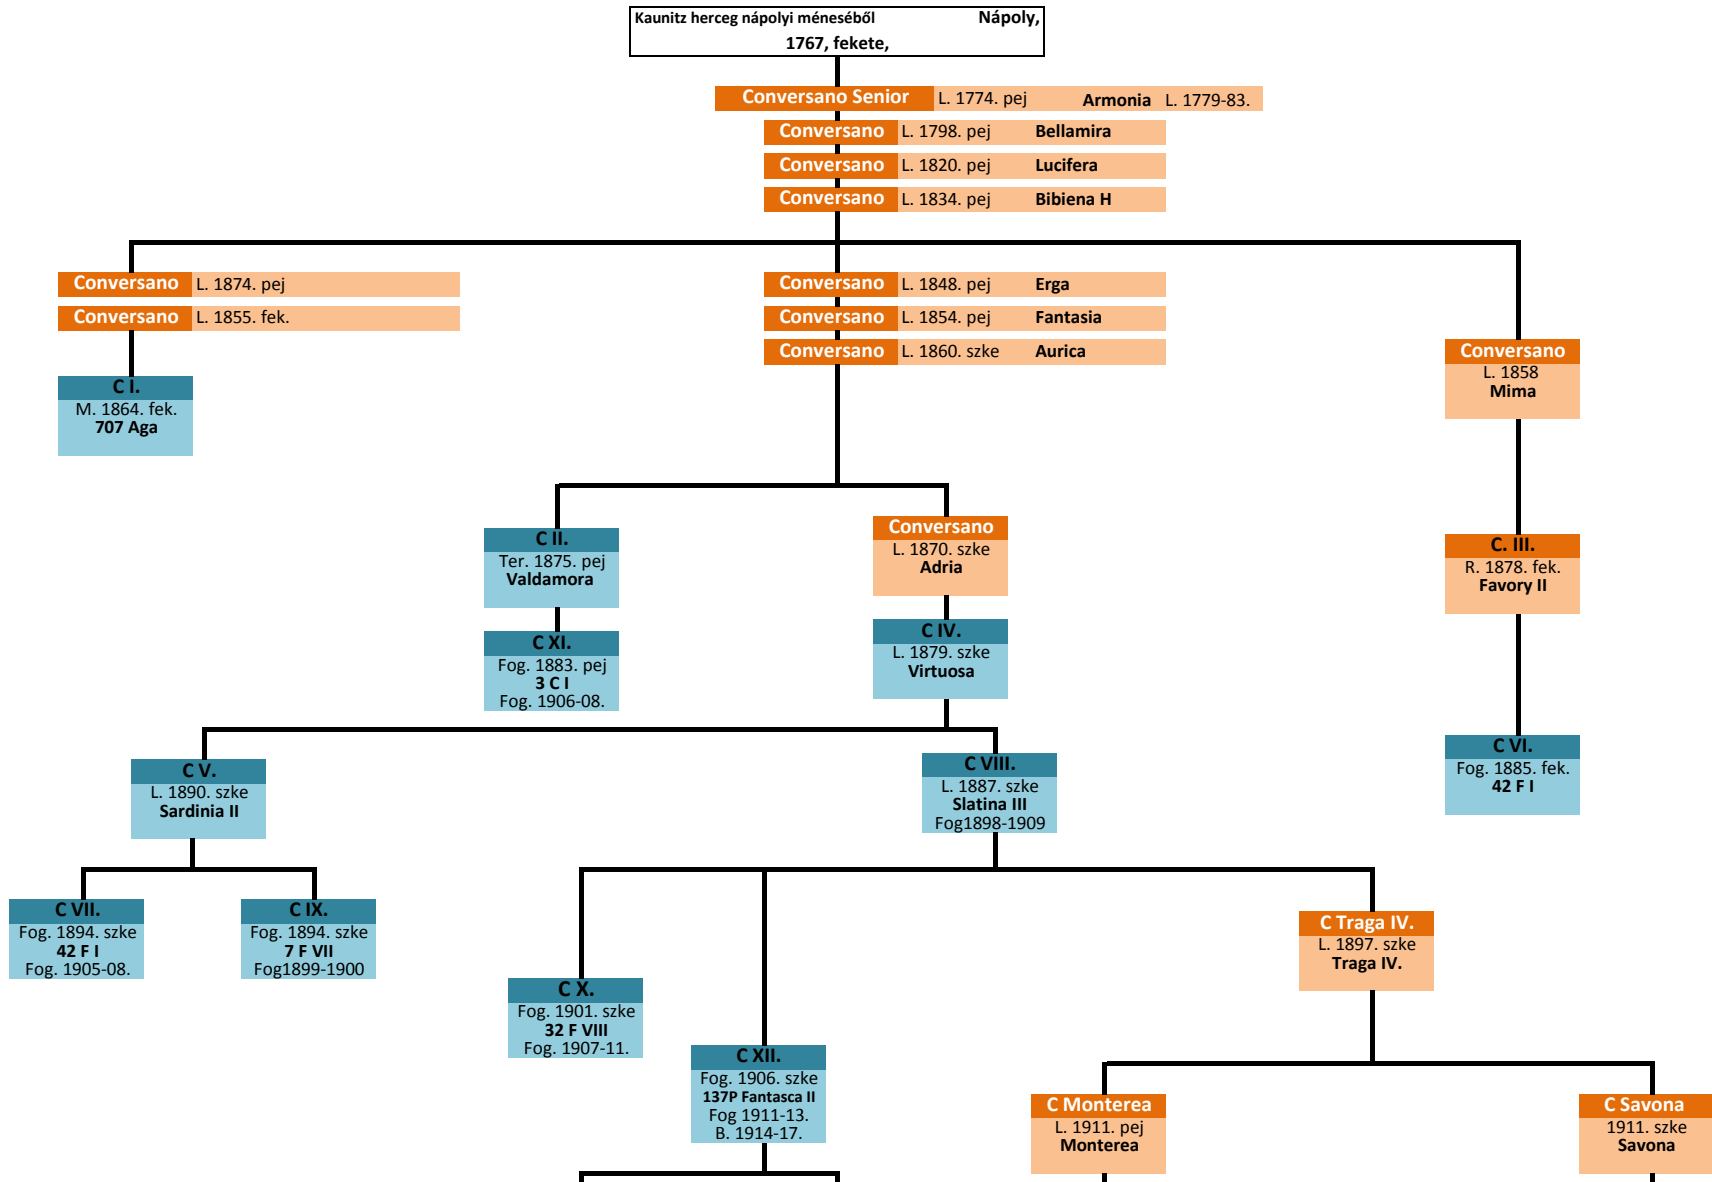 Kaunitz herceg nápolyi méneséből Nápoly,
1767, fekete,
Conversano Senior L. 1774. pej Armonia L. 1779-83.
Conversano L. 1798. pej Bellamira
Conversano L. 1820. pej Lucifera
Conversano L. 1834. pej Bibiena H
Conversano L. 1874. pej
Conversano L. 1855. fek.
Conversano L. 1848. pej Erga
Conversano L. 1854. pej Fantasia
Conversano L. 1860. szke Aurica
Conversano
L. 1858
Mima
C I.
M. 1864. fek.
707 Aga
C II.
Ter. 1875. pej
Valdamora
Conversano
L. 1870. szke
Adria
C. III.
R. 1878. fek.
Favory II
C XI.
Fog. 1883. pej
3 C I
Fog. 1906-08.
C IV.
L. 1879. szke
Virtuosa
C V.
L. 1890. szke
Sardinia II
C VIII.
L. 1887. szke
Slatina III
Fog1898-1909
C VI.
Fog. 1885. fek.
42 F I
C VII.
Fog. 1894. szke
42 F I
Fog. 1905-08.
C IX.
Fog. 1894. szke
7 F VII
Fog1899-1900
C X.
Fog. 1901. szke
32 F VIII
Fog. 1907-11.
C Traga IV.
L. 1897. szke
Traga IV.
C XII.
Fog. 1906. szke
137P Fantasca II
Fog 1911-13.
B. 1914-17.
C Monterea
L. 1911. pej
Monterea
C Savona
1911. szke
Savona